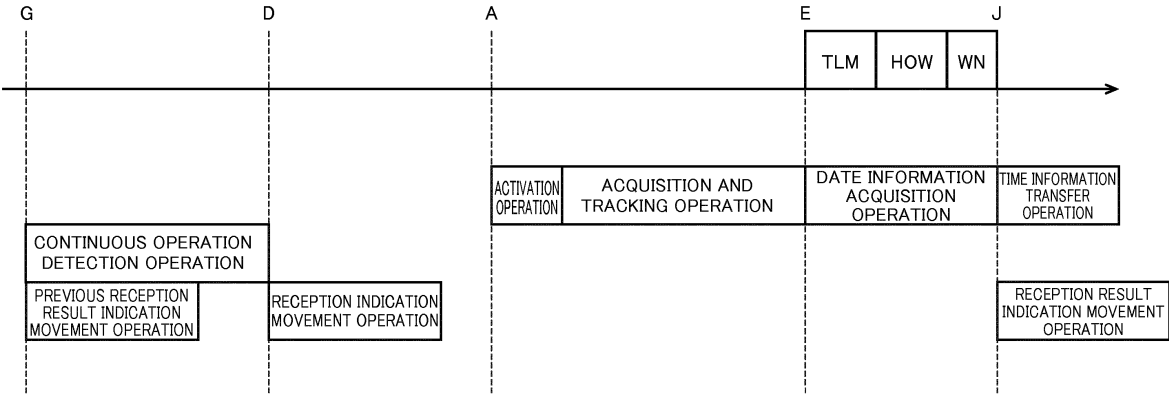 G D A E J
TLM HOW WN
ACTIVATION
OPERATION
ACQUISITION AND
TRACKING OPERATION
DATE INFORMATION
ACQUISITION
OPERATION
TIME INFORMATION
TRANSFER
OPERATION
CONTINUOUS OPERATION
DETECTION OPERATION
PREVIOUS RECEPTION
RESULT INDICATION
MOVEMENT OPERATION
RECEPTION INDICATION
MOVEMENT OPERATION
RECEPTION RESULT
INDICATION MOVEMENT
OPERATION